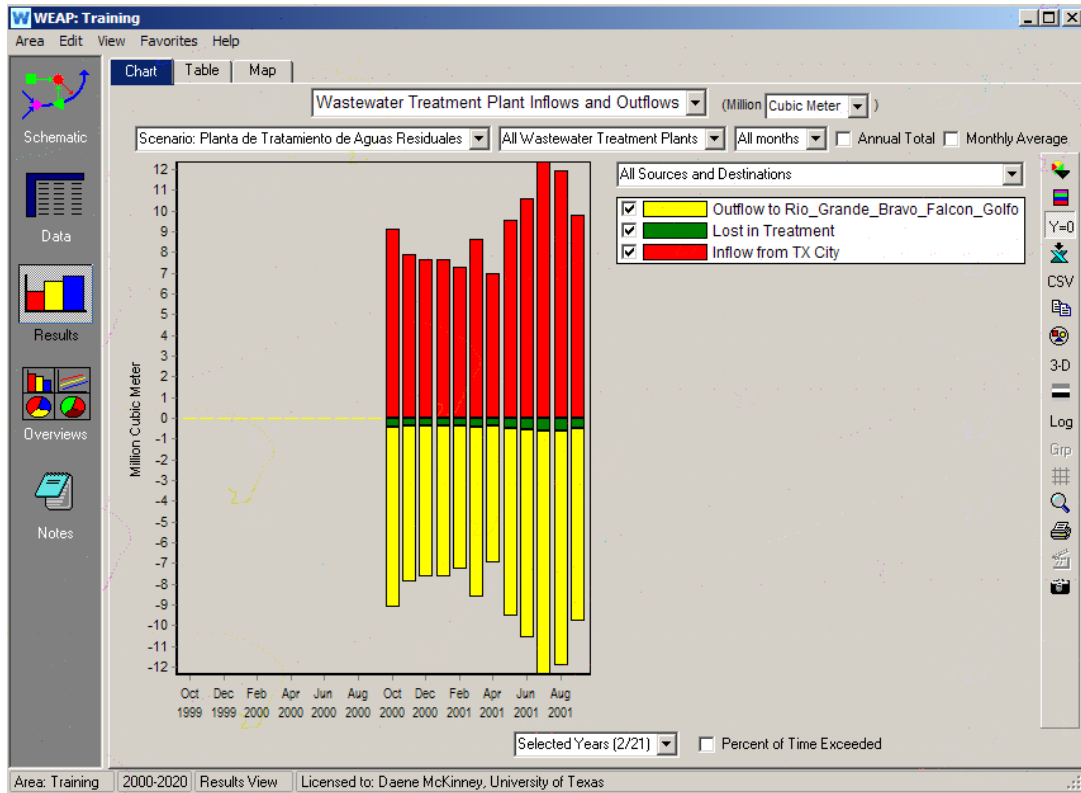 WEAP: Training
Area Edit View Favorites Help
Chart Table Map
Wastewater Treatment Plant Inflows and Outflows (Million Cubic Meter )
Scenario: Planta de Tratamiento de Aguas Residuales All Wastewater Treatment Plants All months Annual Total Monthly Average
All Sources and Destinations
Outflow to Rio_Grande_Bravo_Falcon_Golfo
Lost in Treatment
Inflow from TX City
Schematic
Data
Results
Overviews
Notes
Million Cubic Meter
12
11
10
9
8
7
6
5
4
3
2
1
0
-1
-2
-3
-4
-5
-6
-7
-8
-9
-10
-11
-12
Oct Dec Feb Apr Jun Aug Oct Dec Feb Apr Jun Aug
1999 1999 2000 2000 2000 2000 2000 2000 2001 2001 2001 2001
Y=0
CSV
3-D
Log
Grp
Selected Years (2/21) Percent of Time Exceeded
Area: Training 2000-2020 Results View Licensed to: Daene McKinney, University of Texas